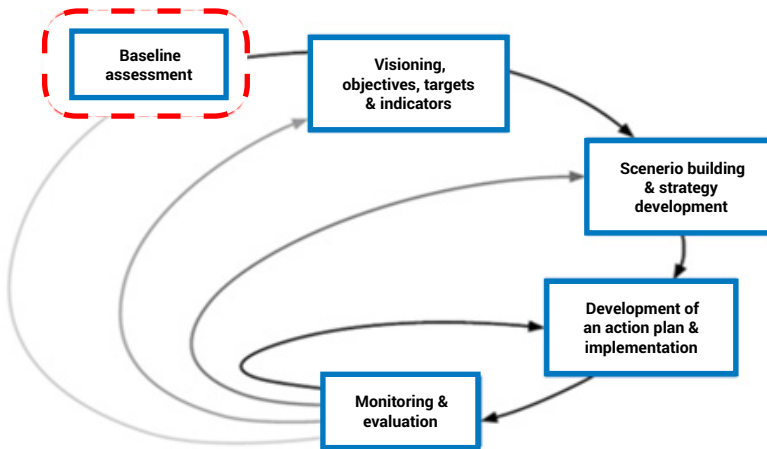 Baseline
assessment
Visioning,
objectives, targets
& indicators
Scenerio building
& strategy
development
Development of
an action plan &
implementation
Monitoring &
evaluation